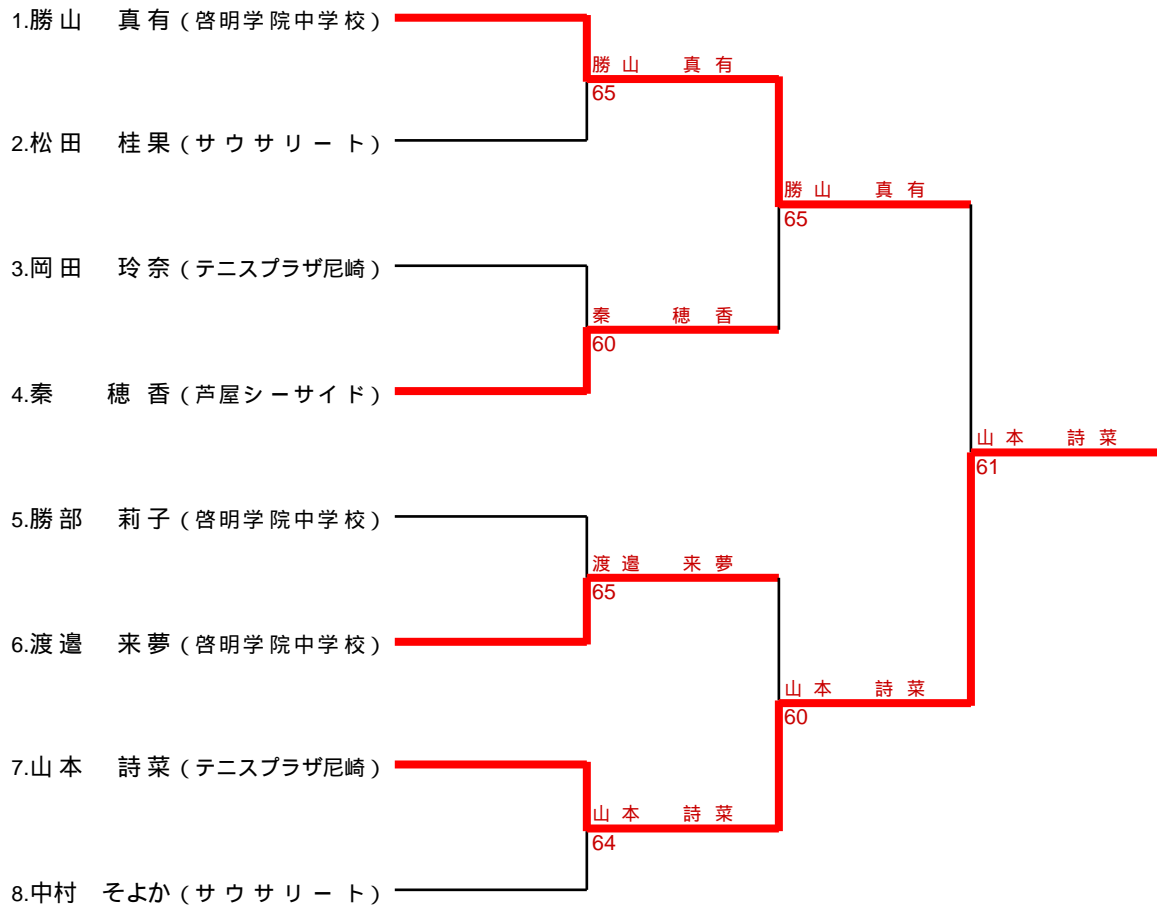 1.勝山 真有(啓明学院中学校)
勝山 真有
65
2.松田 桂果(サウサリート)
勝山 真有
65
3.岡田 玲奈(テニスプラザ尼崎)
秦 穂香
60
4.秦 穂香(芦屋シーサイド)
山本 詩菜
61
5.勝部 莉子(啓明学院中学校)
渡邉 来夢
65
6.渡邉 来夢(啓明学院中学校)
山本 詩菜
60
7.山本 詩菜(テニスプラザ尼崎)
山本 詩菜
64
8.中村 そよか(サウサリート)